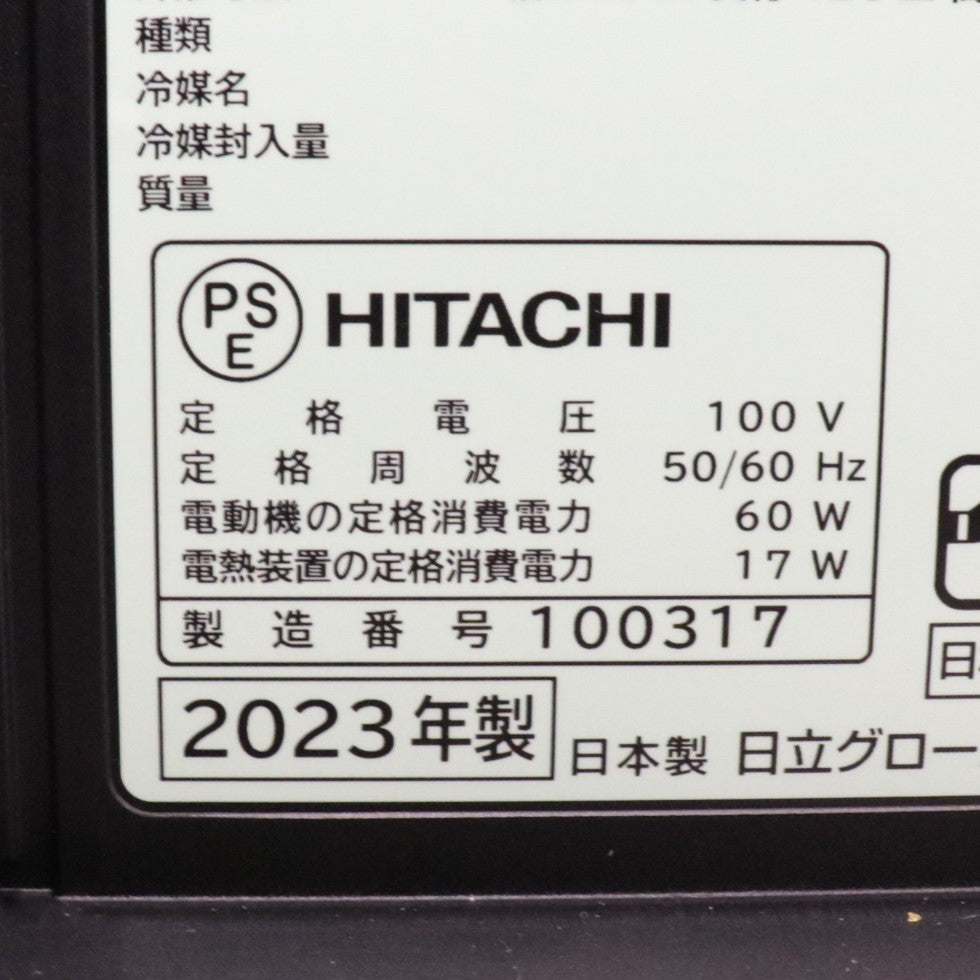 種類
冷媒名
冷媒封入量
質量
PS
E
HITACHI
定格電圧 100 V
定格周波数 50/60 Hz
電動機の定格消費電力 60 W
電熱装置の定格消費電力 17 W
製造番号 100317
2023年製
日本製 日立グロー
日